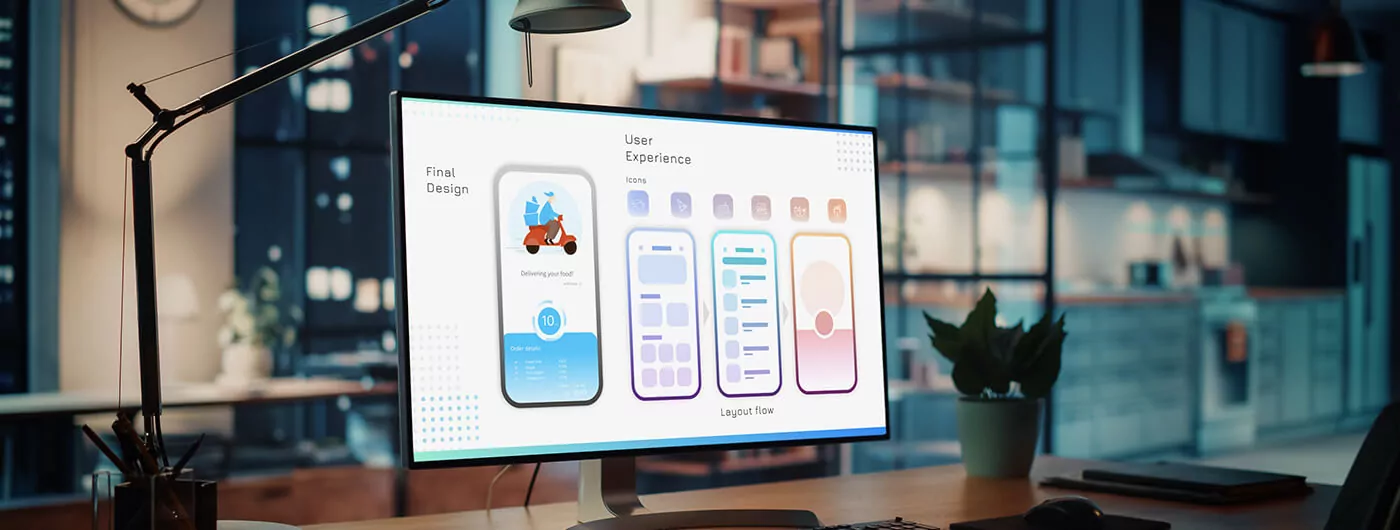 Final
Design
User
Experience
Icons
Delivering your food!
10
Order details
Layout flow